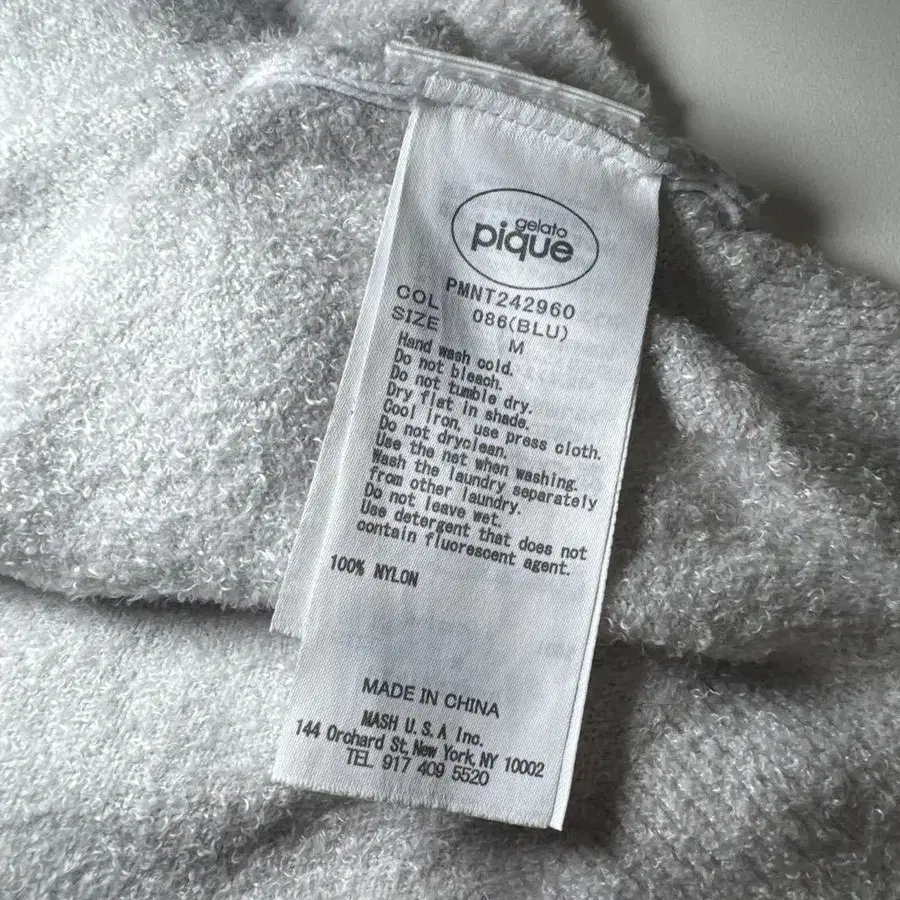 gelato
pique
PMNT242960
COL 086(BLU)
SIZE M
Hand wash cold.
Do not bleach.
Do not tumble dry.
Dry flat in shade.
Cool iron, use press cloth.
Do not dryclean.
Use the net when washing.
Wash the laundry separately
from other laundry.
Do not leave wet.
Use detergent that does not
contain fluorescent agent.
100% NYLON
MADE IN CHINA
MASH U.S.A Inc.
144 Orchard St, New York, NY 10002
TEL 917 409 5520